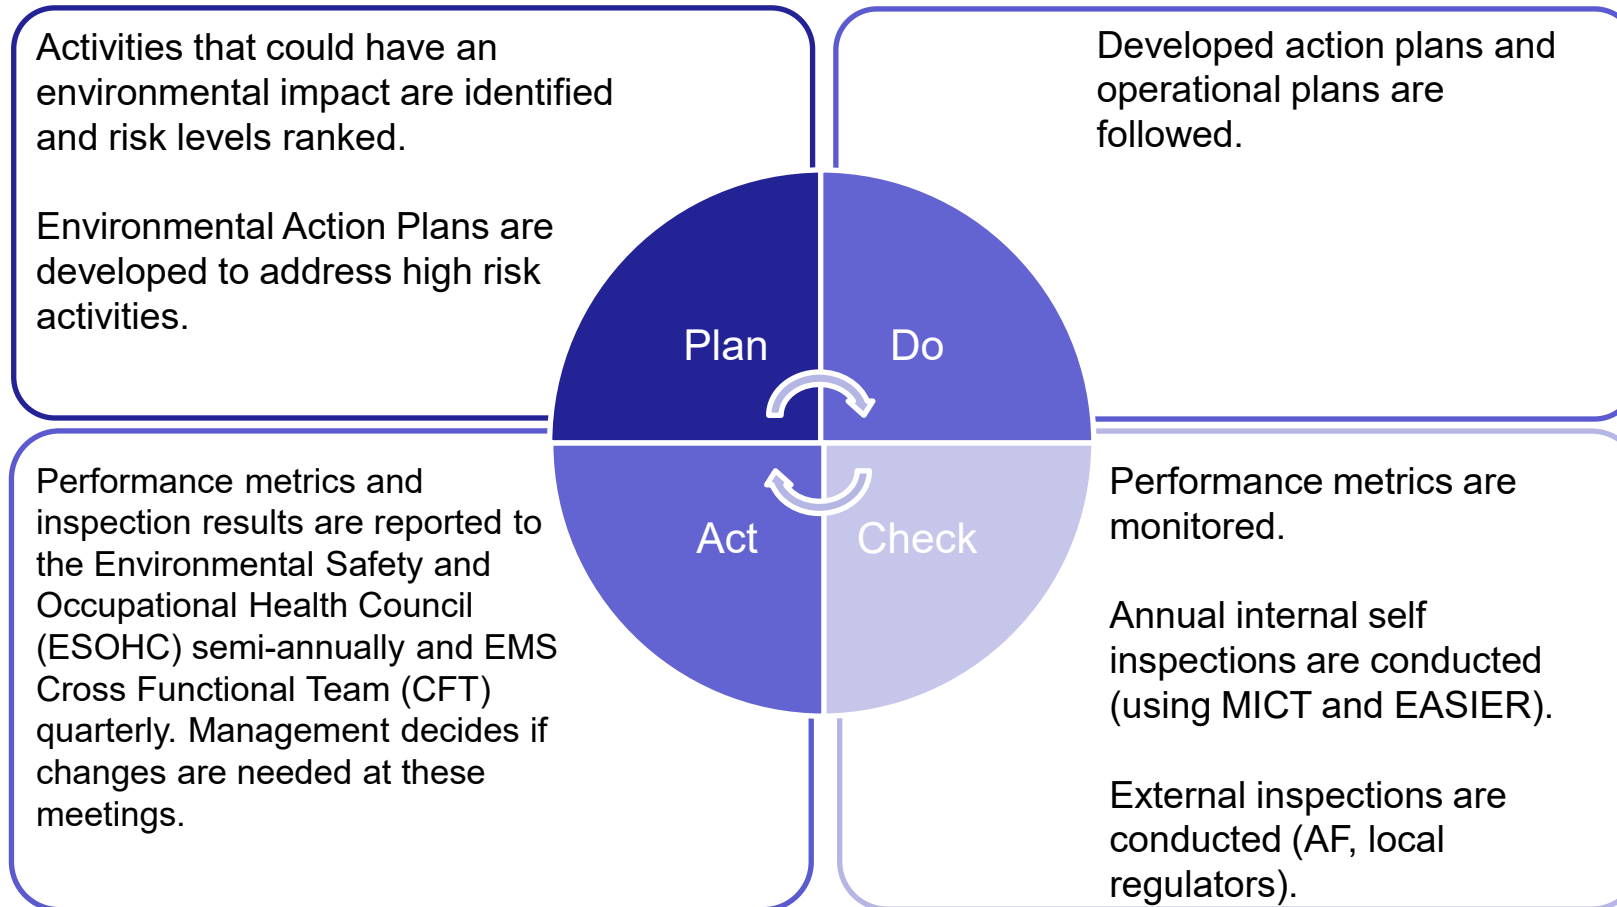 Activities that could have an
environmental impact are identified
and risk levels ranked.
Environmental Action Plans are
developed to address high risk
activities.
Developed action plans and
operational plans are
followed.
Plan
Do
Act
Check
Performance metrics and
inspection results are reported to
the Environmental Safety and
Occupational Health Council
(ESOHC) semi-annually and EMS
Cross Functional Team (CFT)
quarterly. Management decides if
changes are needed at these
meetings.
Performance metrics are
monitored.
Annual internal self
inspections are conducted
(using MICT and EASIER).
External inspections are
conducted (AF, local
regulators).